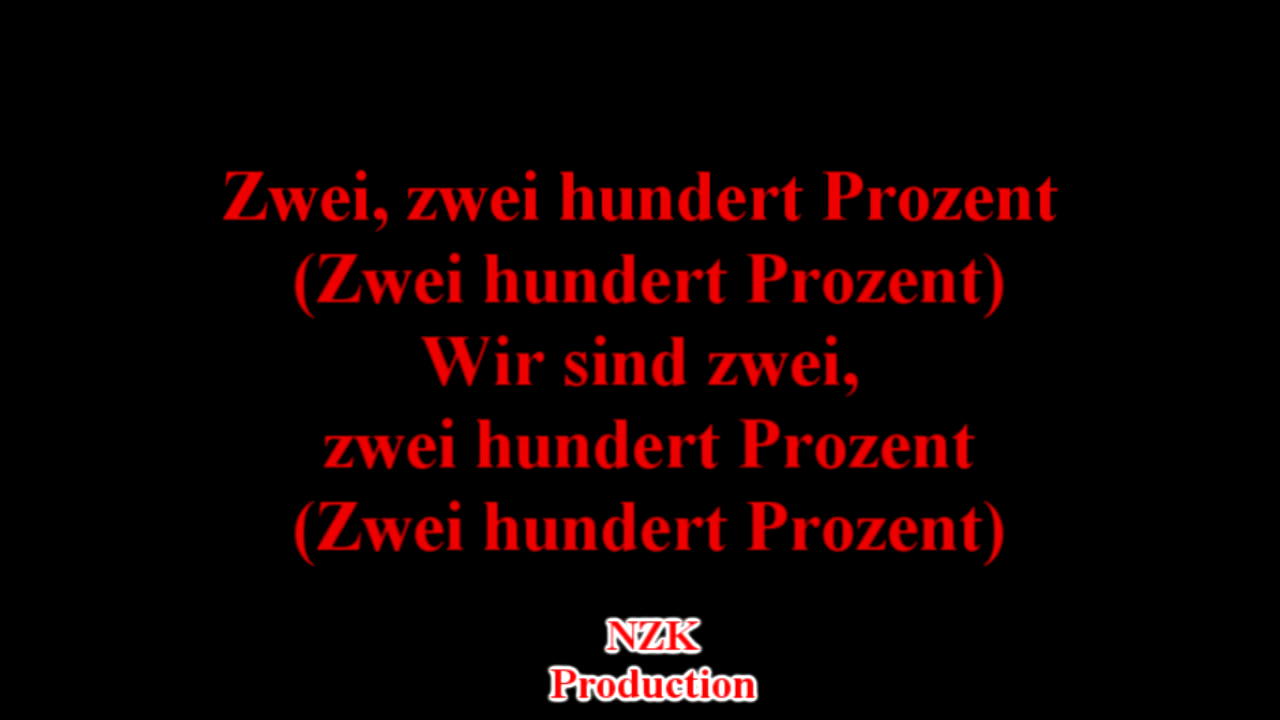 Zwei, zwei hundert Prozent
(Zwei hundert Prozent)
Wir sind zwei,
zwei hundert Prozent
(Zwei hundert Prozent)
NZK
Production